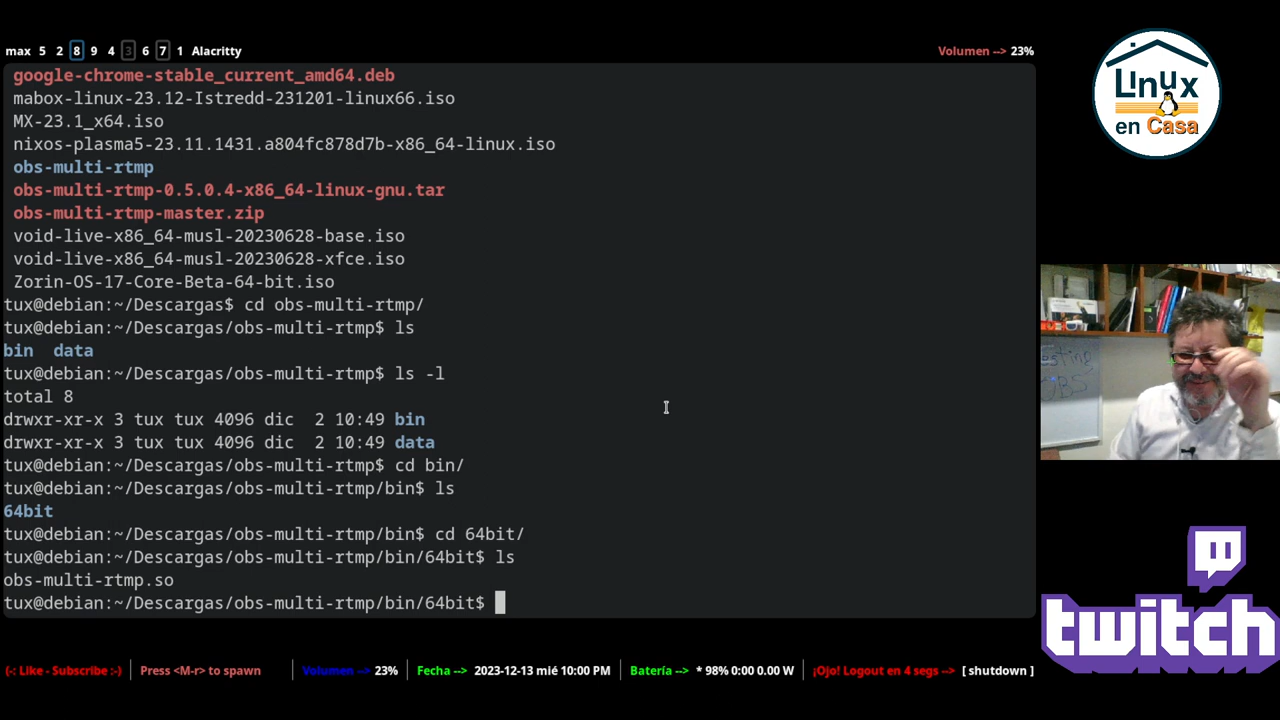 max 5 2 8 9 4 3 6 7 1 Alacritty
Volumen --> 23%
google-chrome-stable_current_amd64.deb
mabox-linux-23.12-Istredd-231201-linux66.iso
MX-23.1_x64.iso
nixos-plasma5-23.11.1431.a804fc878d7b-x86_64-linux.iso
obs-multi-rtmp
obs-multi-rtmp-0.5.0.4-x86_64-linux-gnu.tar
obs-multi-rtmp-master.zip
void-live-x86_64-musl-20230628-base.iso
void-live-x86_64-musl-20230628-xfce.iso
Zorin-OS-17-Core-Beta-64-bit.iso
tux@debian:~/Descargas$ cd obs-multi-rtmp/
tux@debian:~/Descargas/obs-multi-rtmp$ ls
bin  data
tux@debian:~/Descargas/obs-multi-rtmp$ ls -l
total 8
drwxr-xr-x 3 tux tux 4096 dic  2 10:49 bin
drwxr-xr-x 3 tux tux 4096 dic  2 10:49 data
tux@debian:~/Descargas/obs-multi-rtmp$ cd bin/
tux@debian:~/Descargas/obs-multi-rtmp/bin$ ls
64bit
tux@debian:~/Descargas/obs-multi-rtmp/bin$ cd 64bit/
tux@debian:~/Descargas/obs-multi-rtmp/bin/64bit$ ls
obs-multi-rtmp.so
tux@debian:~/Descargas/obs-multi-rtmp/bin/64bit$
(-: Like - Subscribe :-) Press <M-r> to spawn Volumen --> 23% Fecha --> 2023-12-13 mié 10:00 PM Batería --> * 98% 0:00 0.00 W ¡Ojo! Logout en 4 segs --> [ shutdown ]
LInux
en Casa
OBS
twitch